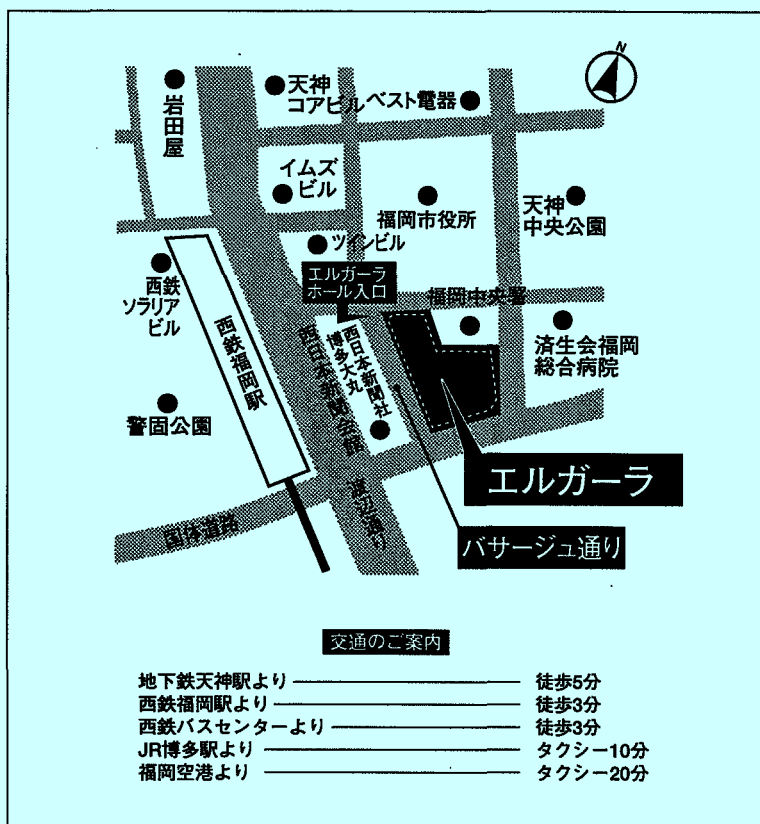 N
岩田屋
天神
コアビル
ベスト電器
イムズ
ビル
福岡市役所
天神
中央公園
ツインビル
エルガーラ
ホール入口
西鉄
ソラリア
ビル
西鉄福岡駅
西日本新聞会館
博多大丸
西日本新聞社
福岡中央署
済生会福岡
総合病院
警固公園
エルガーラ
国体道路
渡辺通り
パサージュ通り
交通のご案内
地下鉄天神駅より 徒歩5分
西鉄福岡駅より 徒歩3分
西鉄バスセンターより 徒歩3分
JR博多駅より タクシー10分
福岡空港より タクシー20分